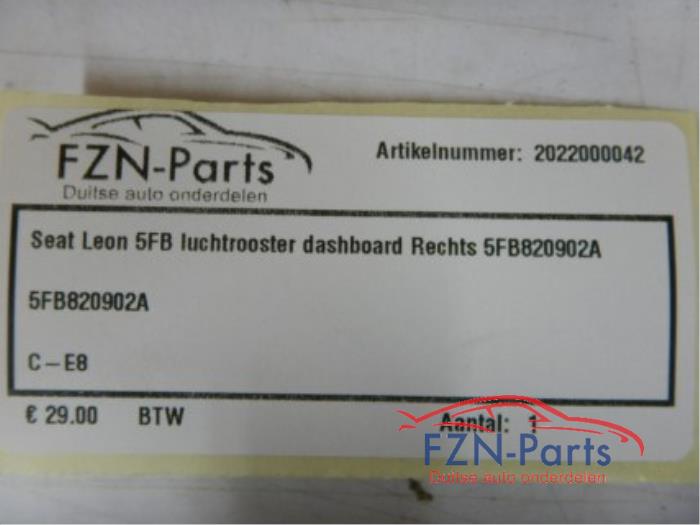 FZN-Parts
Duitse auto onderdelen
Artikelnummer: 2022000042
Seat Leon 5FB luchtrooster dashboard Rechts 5FB820902A
5FB820902A
C-E8
€ 29.00 BTW Aantal: 1
FZN-Parts
Duitse auto onderdelen